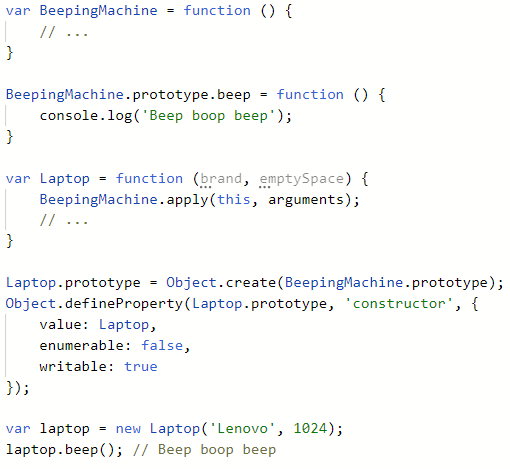 var BeepingMachine = function () {
    // ...
}

BeepingMachine.prototype.beep = function () {
    console.log('Beep boop beep');
}

var Laptop = function (brand, emptySpace) {
    BeepingMachine.apply(this, arguments);
    // ...
}

Laptop.prototype = Object.create(BeepingMachine.prototype);
Object.defineProperty(Laptop.prototype, 'constructor', {
    value: Laptop,
    enumerable: false,
    writable: true
});

var laptop = new Laptop('Lenovo', 1024);
laptop.beep(); // Beep boop beep